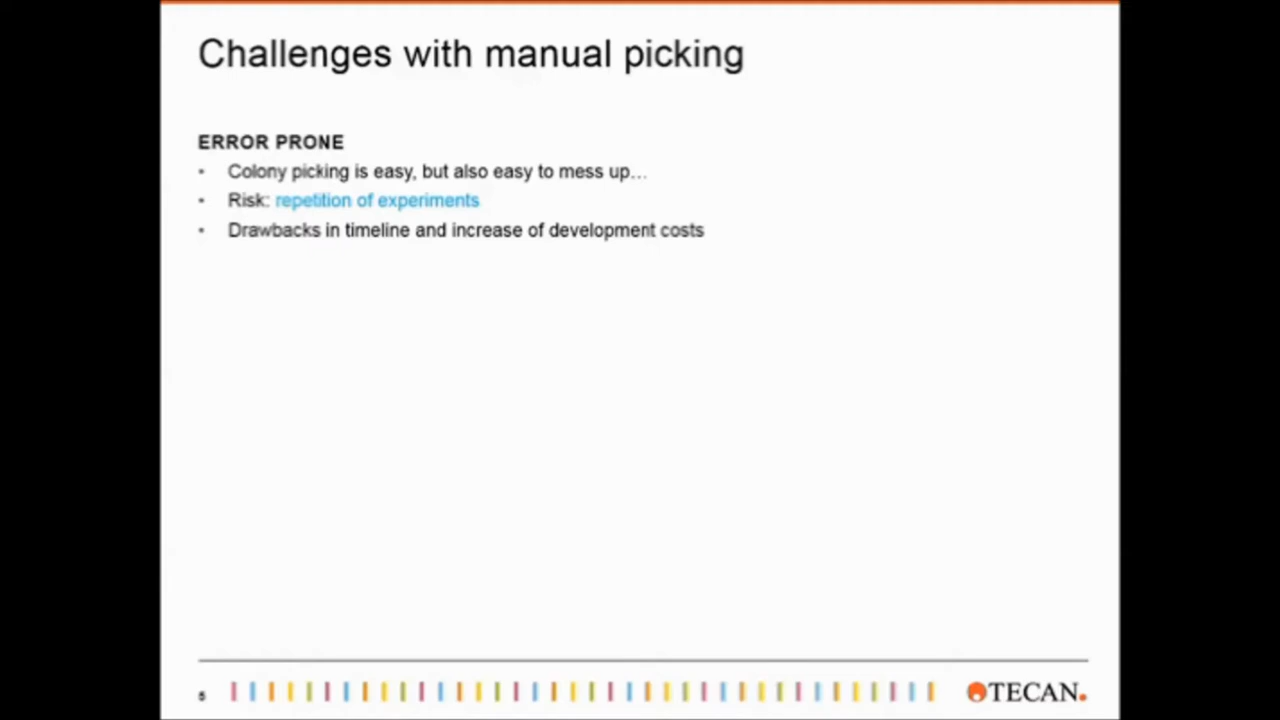 Challenges with manual picking
ERROR PRONE
• Colony picking is easy, but also easy to mess up…
• Risk: repetition of experiments
• Drawbacks in timeline and increase of development costs
TECAN.